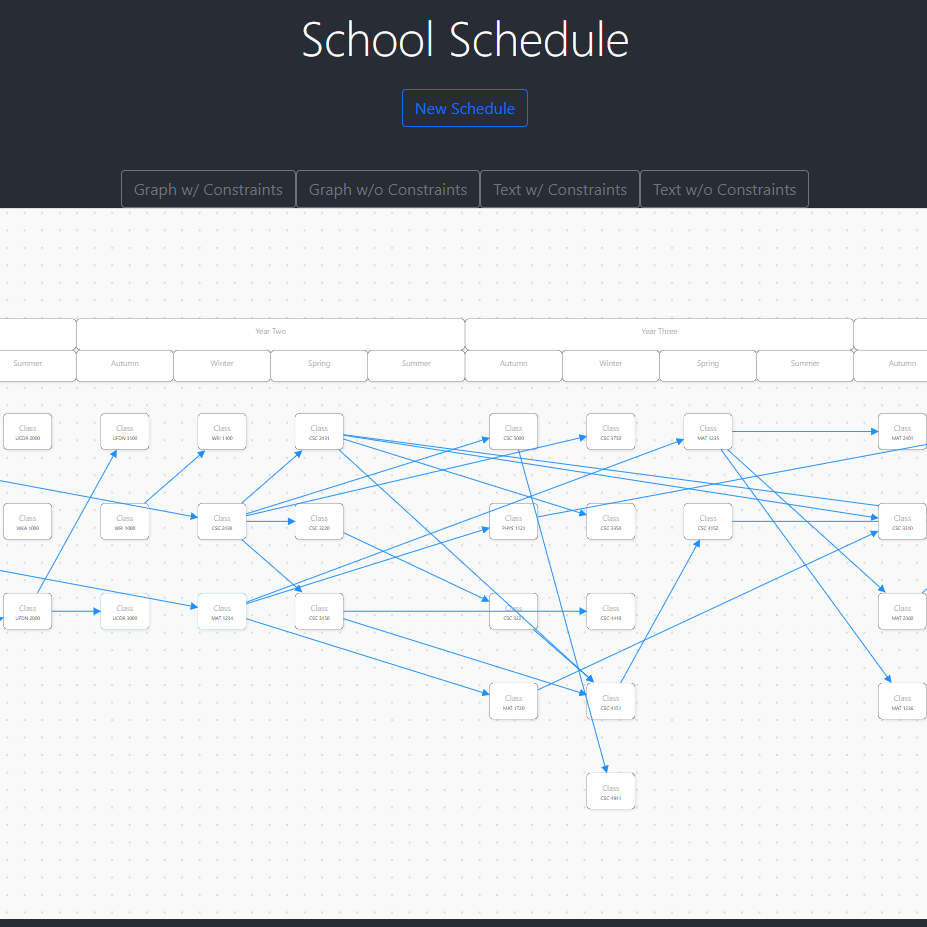 School Schedule
New Schedule
Graph w/ Constraints
Graph w/o Constraints
Text w/ Constraints
Text w/o Constraints
Year Two
Year Three
Summer
Autumn
Winter
Spring
Summer
Autumn
Winter
Spring
Summer
Autumn
Class
UCOR 2000
Class
UFDN 3100
Class
WRI 1100
Class
CSC 2431
Class
CSC 3000
Class
CSC 3750
Class
MAT 1235
Class
MAT 2401
Class
WKA 1000
Class
WRI 1000
Class
CSC 2430
Class
CSC 3220
Class
PHYS 1121
Class
CSC 3350
Class
CSC 4152
Class
CSC 3310
Class
UFDN 2000
Class
UCOR 3000
Class
MAT 1234
Class
CSC 3150
Class
CSC 3221
Class
CSC 4410
Class
MAT 2360
Class
MAT 1720
Class
CSC 4151
Class
MAT 1236
Class
CSC 4941